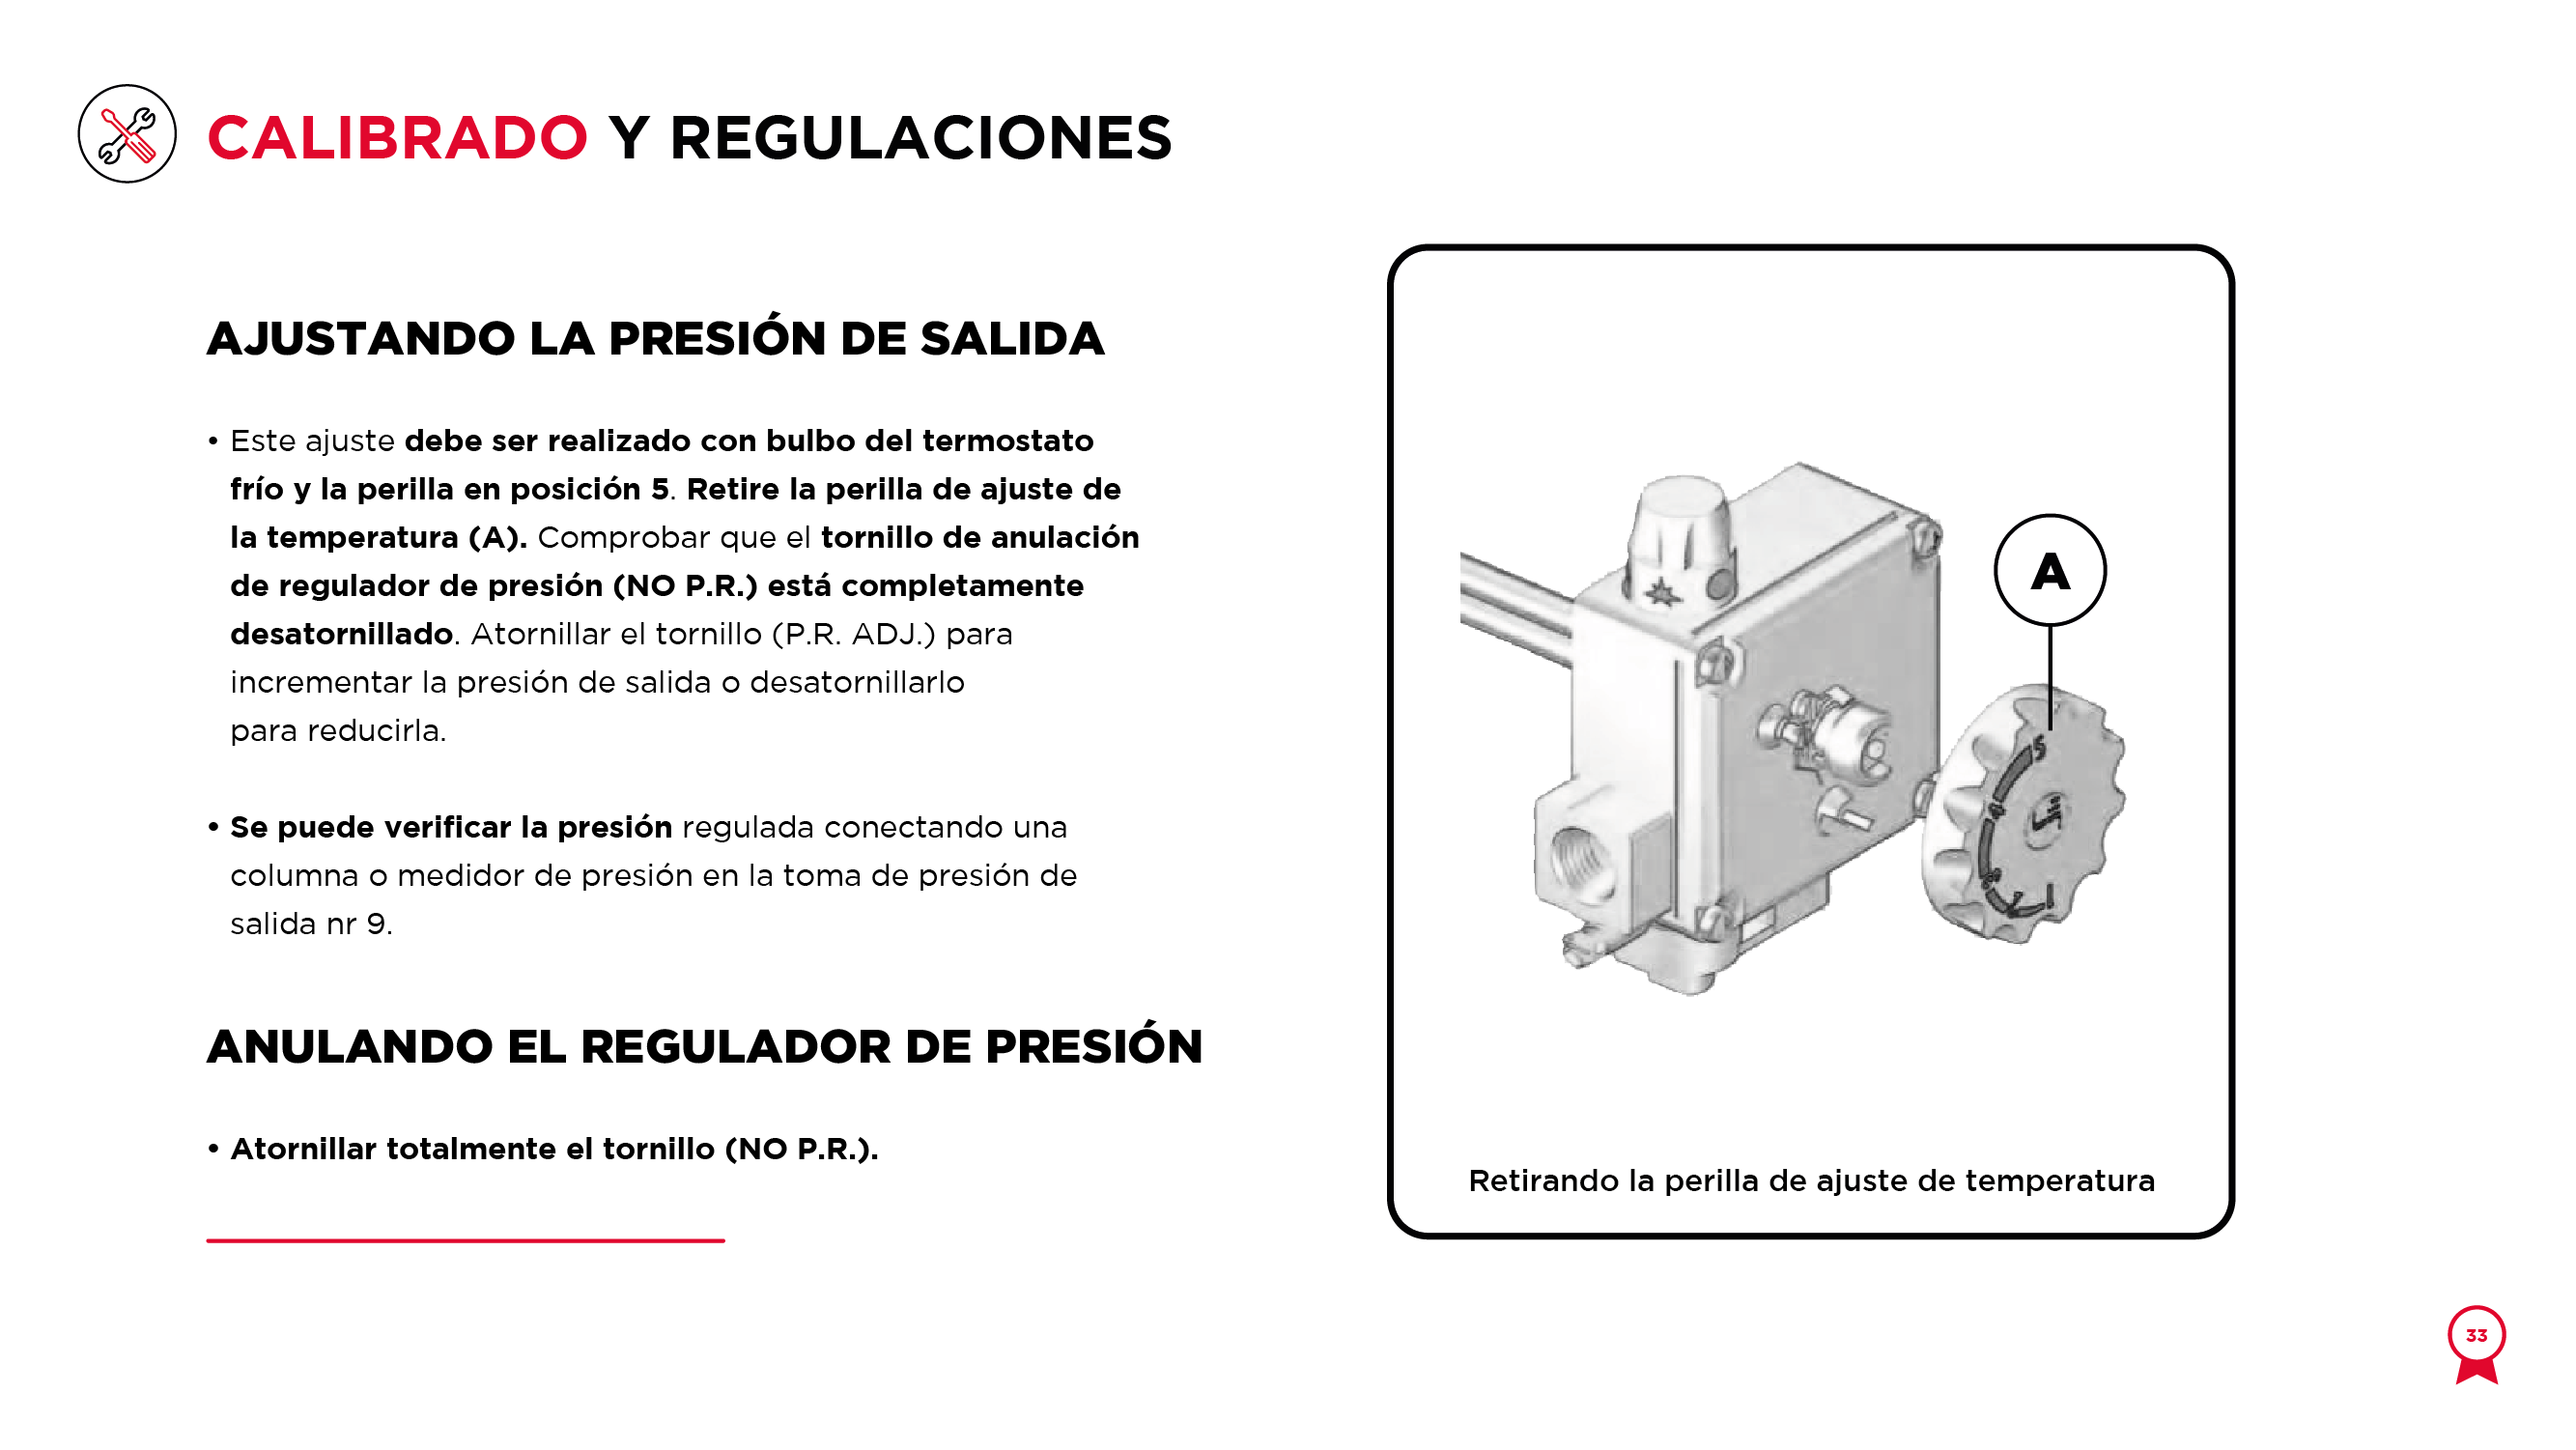 CALIBRADO Y REGULACIONES
AJUSTANDO LA PRESIÓN DE SALIDA
• Este ajuste debe ser realizado con bulbo del termostato
frío y la perilla en posición 5. Retire la perilla de ajuste de
la temperatura (A). Comprobar que el tornillo de anulación
de regulador de presión (NO P.R.) está completamente
desatornillado. Atornillar el tornillo (P.R. ADJ.) para
incrementar la presión de salida o desatornillarlo
para reducirla.
• Se puede verificar la presión regulada conectando una
columna o medidor de presión en la toma de presión de
salida nr 9.
ANULANDO EL REGULADOR DE PRESIÓN
• Atornillar totalmente el tornillo (NO P.R.).
A
5
4
3
2
1
Retirando la perilla de ajuste de temperatura
33